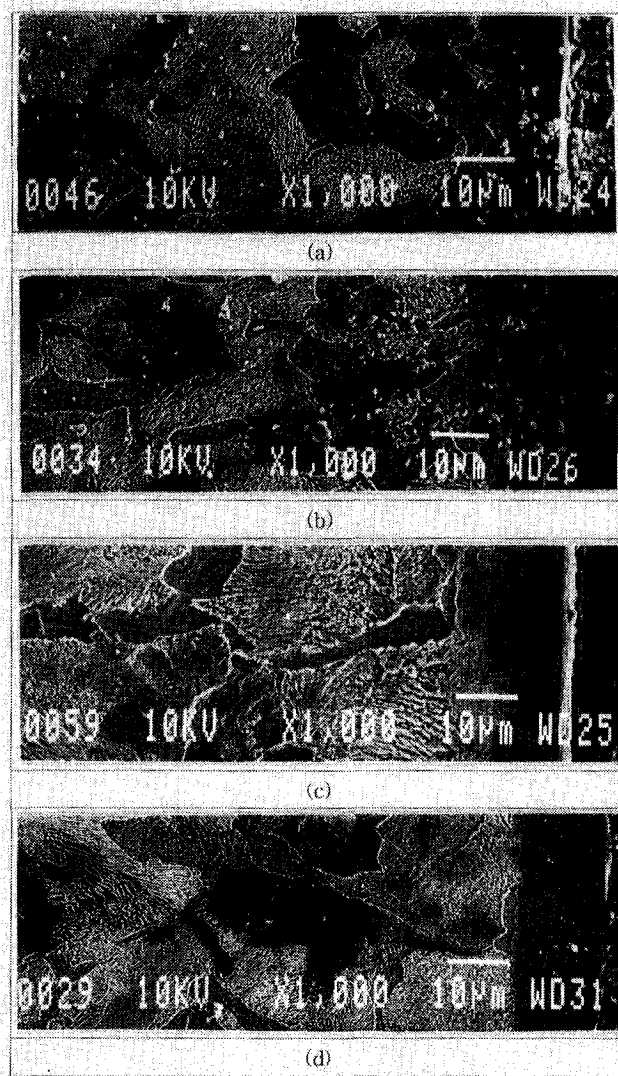 0046 10KV X1,000 10µm WD24
(a)
0034 10KV X1,000 10µm WD26
(b)
0059 10KV X1,000 10µm WD25
(c)
0029 10KV X1,000 10µm WD31
(d)